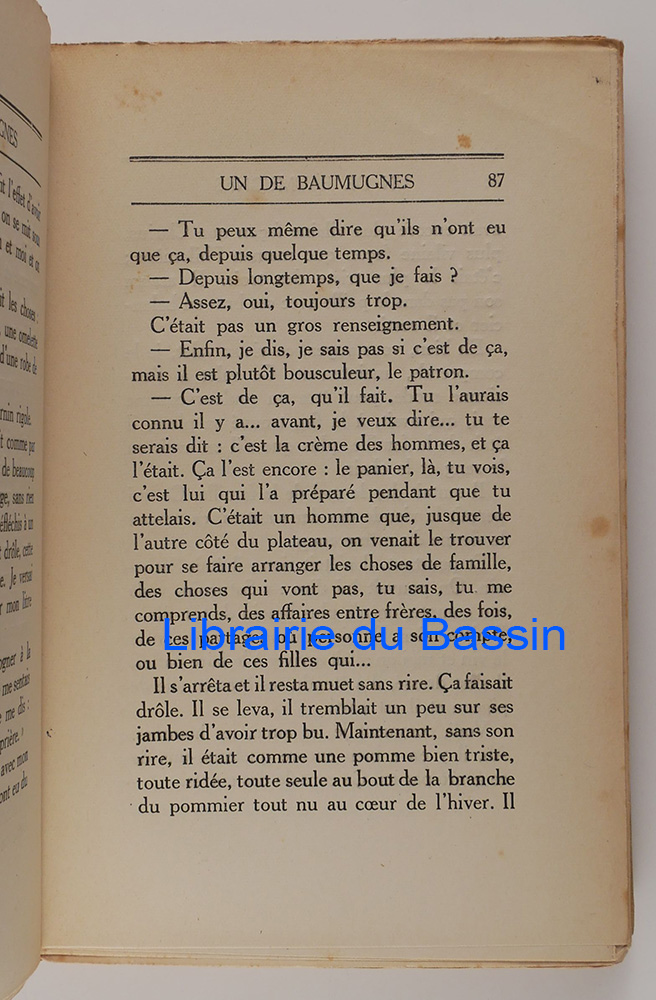 GNES
UN DE BAUMUGNES 87
— Tu peux même dire qu'ils n'ont eu
que ça, depuis quelque temps.
— Depuis longtemps, que je fais ?
— Assez, oui, toujours trop.
C'était pas un gros renseignement.
— Enfin, je dis, je sais pas si c'est de ça,
mais il est plutôt bousculeur, le patron.
— C'est de ça, qu'il fait. Tu l'aurais
connu il y a... avant, je veux dire... tu te
serais dit : c'est la crème des hommes, et ça
l'était. Ça l'est encore : le panier, là, tu vois,
c'est lui qui l'a préparé pendant que tu
attelais. C'était un homme que, jusque de
l'autre côté du plateau, on venait le trouver
pour se faire arranger les choses de famille,
des choses qui vont pas, tu sais, tu me
comprends, des affaires entre frères, des fois,
de ces partages où personne a son compte,
ou bien de ces filles qui...
Il s'arrêta et il resta muet sans rire. Ça faisait
drôle. Il se leva, il tremblait un peu sur ses
jambes d'avoir trop bu. Maintenant, sans son
rire, il était comme une pomme bien triste,
toute ridée, toute seule au bout de la branche
du pommier tout nu au cœur de l'hiver. Il
Librairie du Bassin